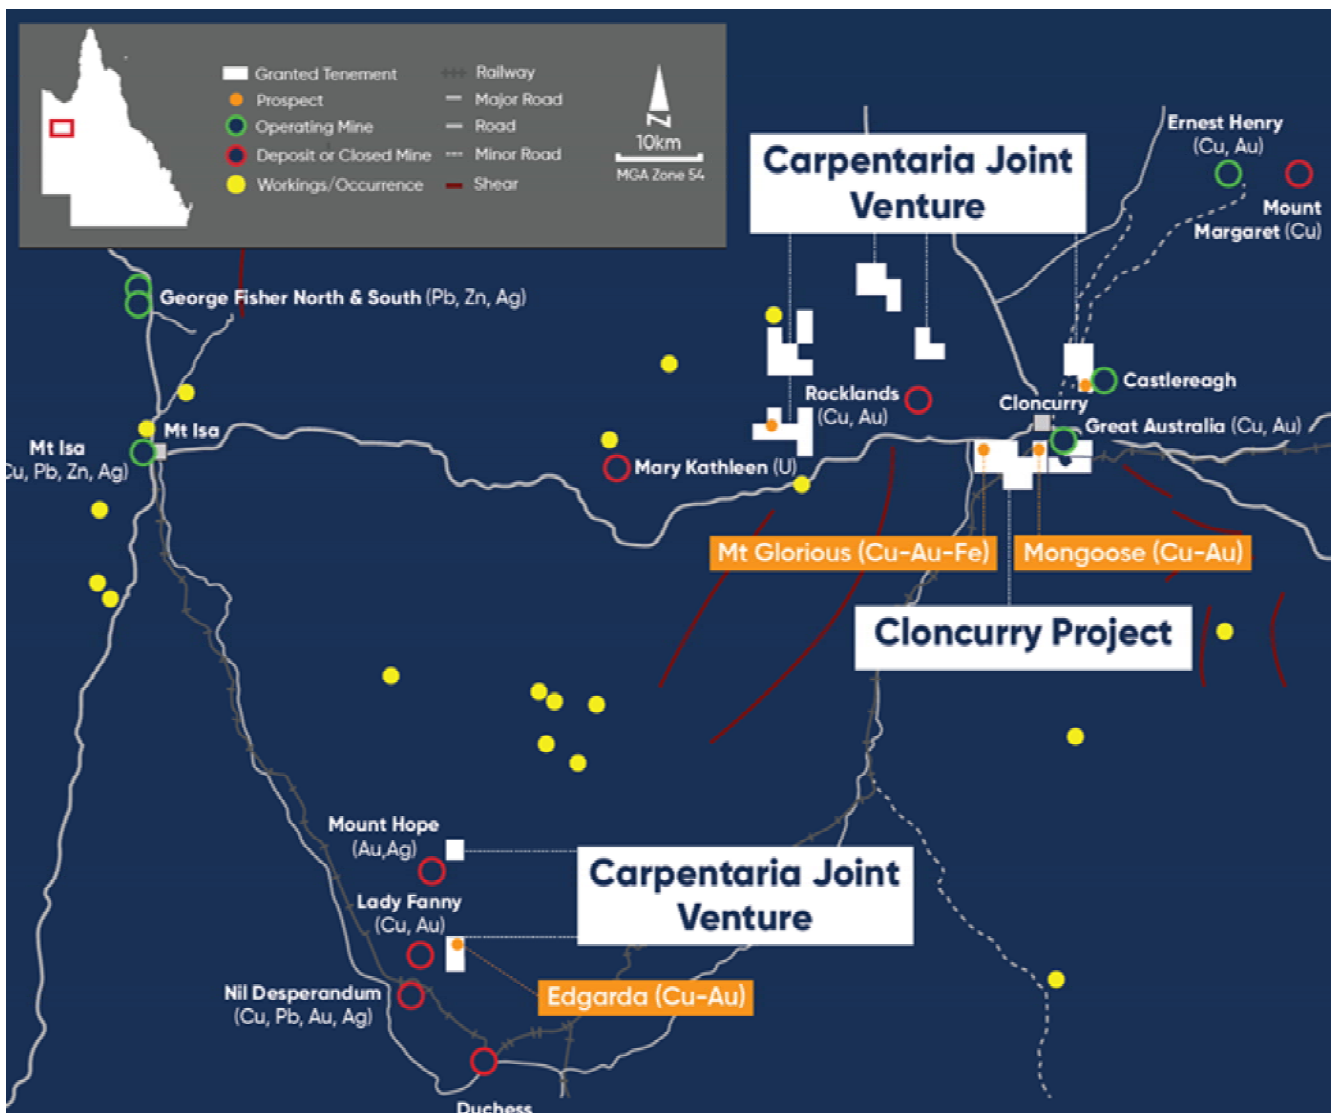 Granted Tenement
Prospect
Operating Mine
Deposit or Closed Mine
Workings/Occurrence
Railway
Major Road
Road
Minor Road
Shear
N
10km
MGA Zone 54
Carpentaria Joint
Venture
Ernest Henry
(Cu, Au)
Mount
Margaret (Cu)
George Fisher North & South (Pb, Zn, Ag)
Rocklands
(Cu, Au)
Castlereagh
Cloncurry
Great Australia (Cu, Au)
Mt Isa
Mt Isa
Cu, Pb, Zn, Ag)
Mary Kathleen (U)
Mt Glorious (Cu-Au-Fe)
Mongoose (Cu-Au)
Cloncurry Project
Mount Hope
(Au,Ag)
Carpentaria Joint
Venture
Lady Fanny
(Cu, Au)
Nil Desperandum
(Cu, Pb, Au, Ag)
Edgarda (Cu-Au)
Duchess